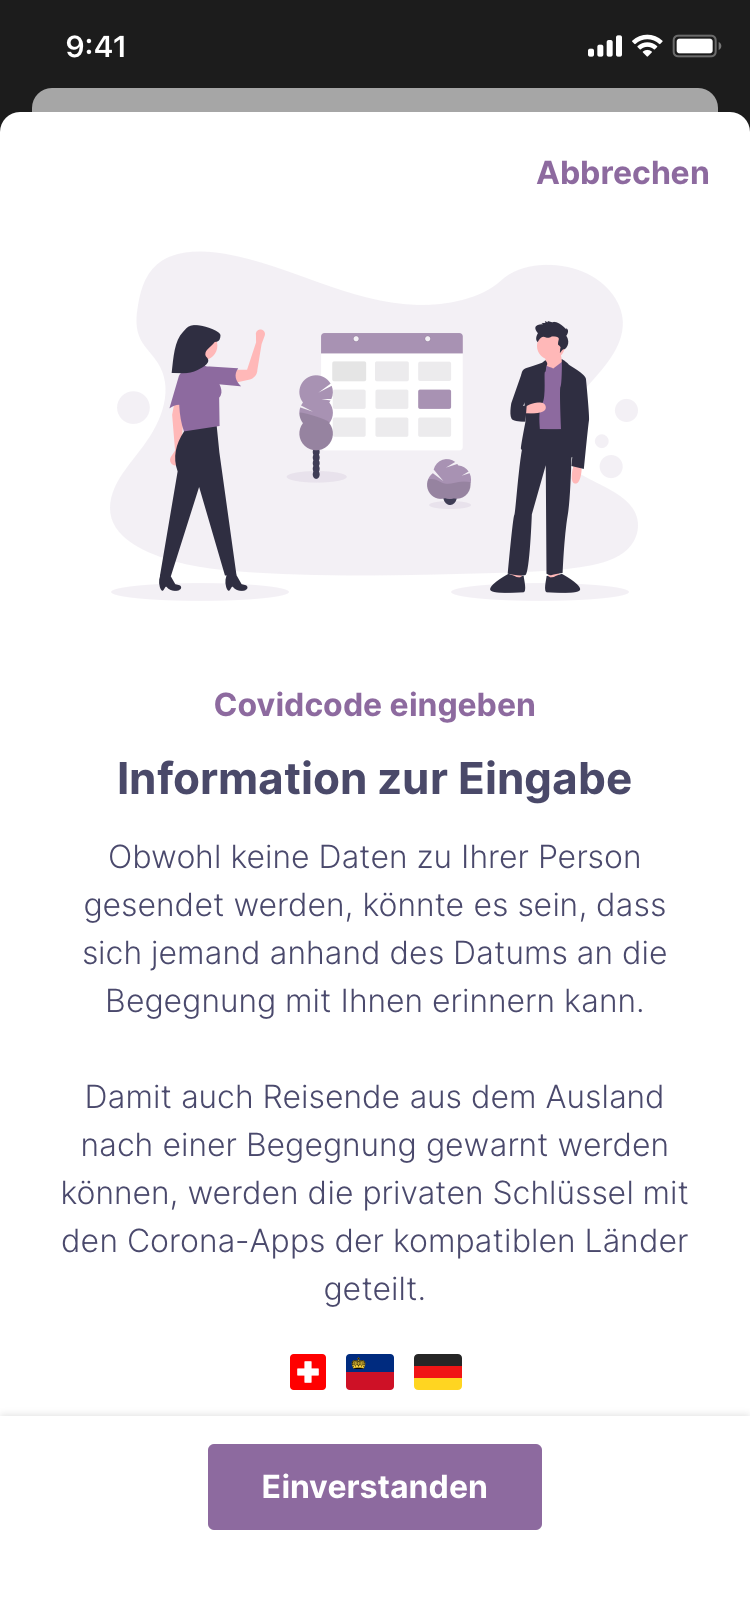 9:41
Abbrechen
Covidcode eingeben
Information zur Eingabe
Obwohl keine Daten zu Ihrer Person
gesendet werden, könnte es sein, dass
sich jemand anhand des Datums an die
Begegnung mit Ihnen erinnern kann.
Damit auch Reisende aus dem Ausland
nach einer Begegnung gewarnt werden
können, werden die privaten Schlüssel mit
den Corona-Apps der kompatiblen Länder
geteilt.
Einverstanden